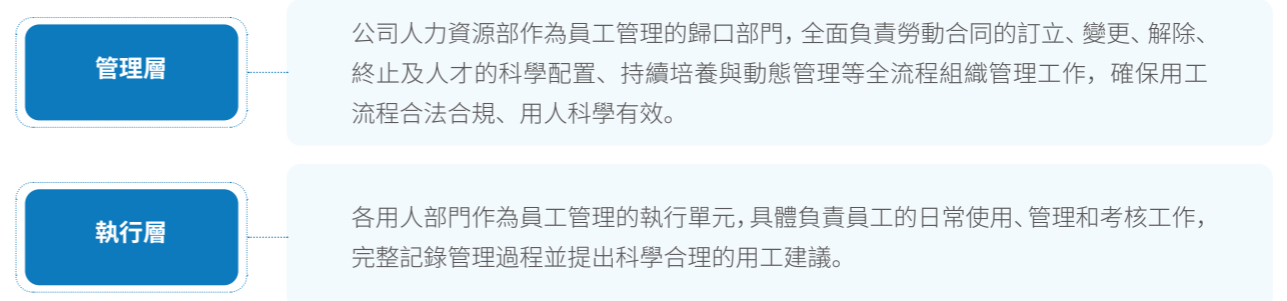 管理層
公司人力資源部作為員工管理的歸口部門，全面負責勞動合同的訂立、變更、解除、
終止及人才的科學配置、持續培養與動態管理等全流程組織管理工作，確保用工
流程合法合規、用人科學有效。
執行層
各用人部門作為員工管理的執行單元，具體負責員工的日常使用、管理和考核工作，
完整記錄管理過程並提出科學合理的用工建議。